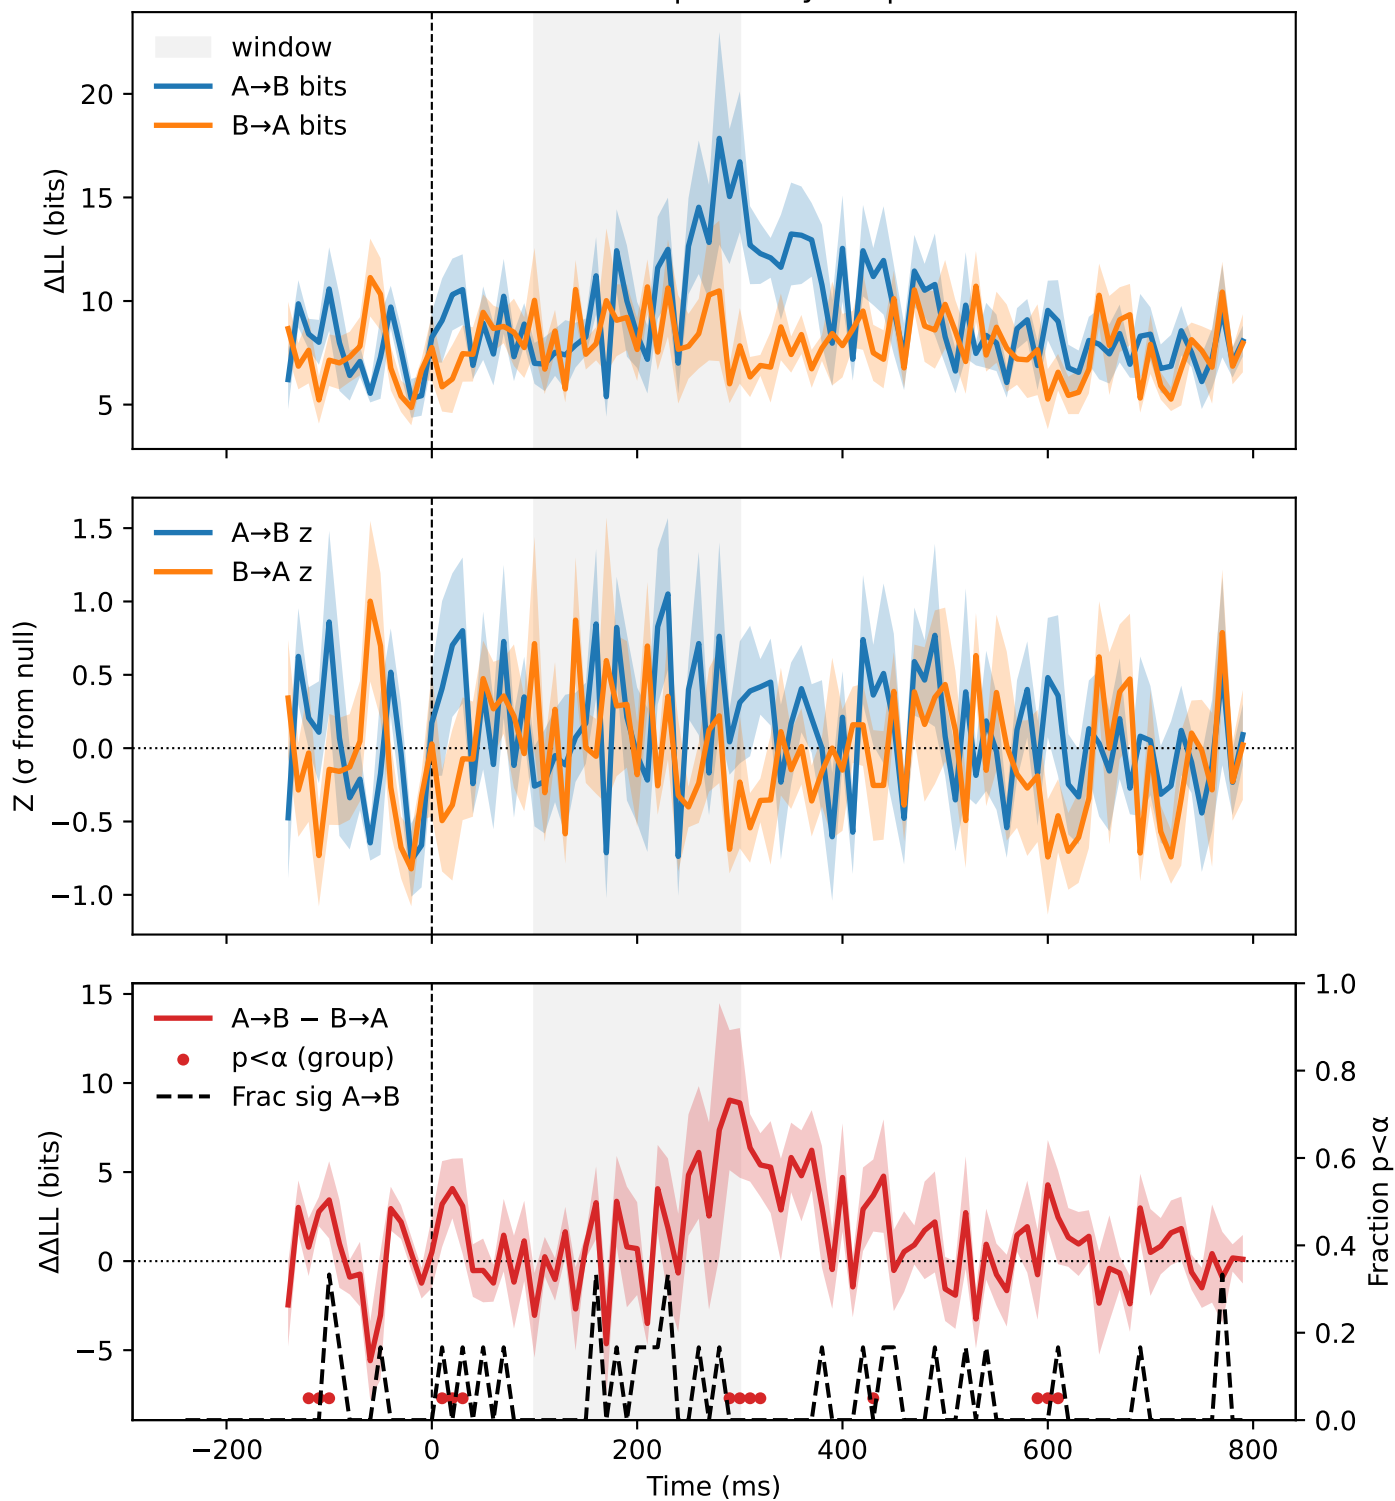 window
A→B bits
B→A bits
ΔLL (bits)
20
15
10
5
A→B z
B→A z
Z (σ from null)
1.5
1.0
0.5
0.0
−0.5
−1.0
A→B − B→A
p<α (group)
Frac sig A→B
ΔΔLL (bits)
15
10
5
0
−5
1.0
0.8
0.6
0.4
0.2
0.0
Fraction p<α
−200 0 200 400 600 800
Time (ms)